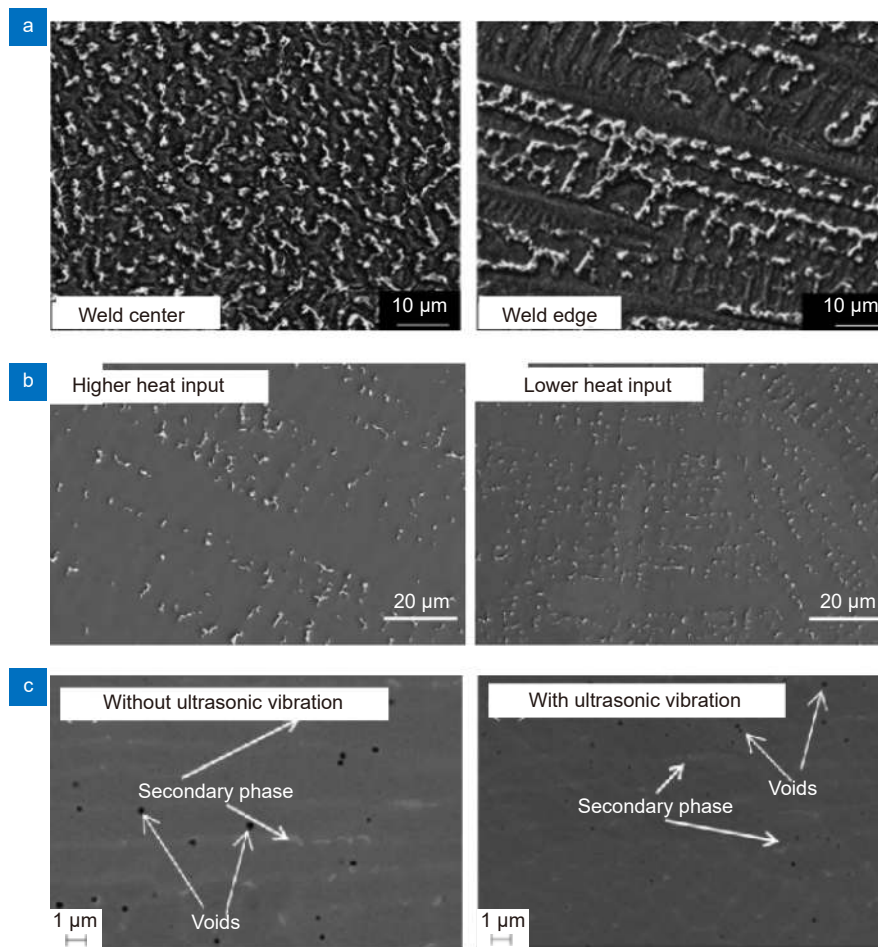 a
Weld center
10 μm
Weld edge
10 μm
b
Higher heat input
20 μm
Lower heat input
20 μm
c
Without ultrasonic vibration
Secondary phase
Voids
1 μm
With ultrasonic vibration
Voids
Secondary phase
1 μm